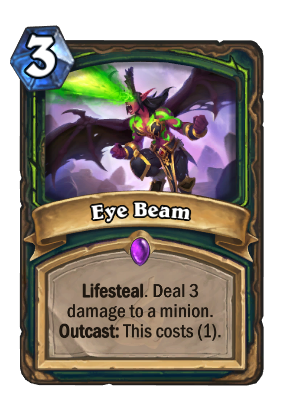 3
Eye Beam
Lifesteal. Deal 3
damage to a minion.
Outcast: This costs (1).